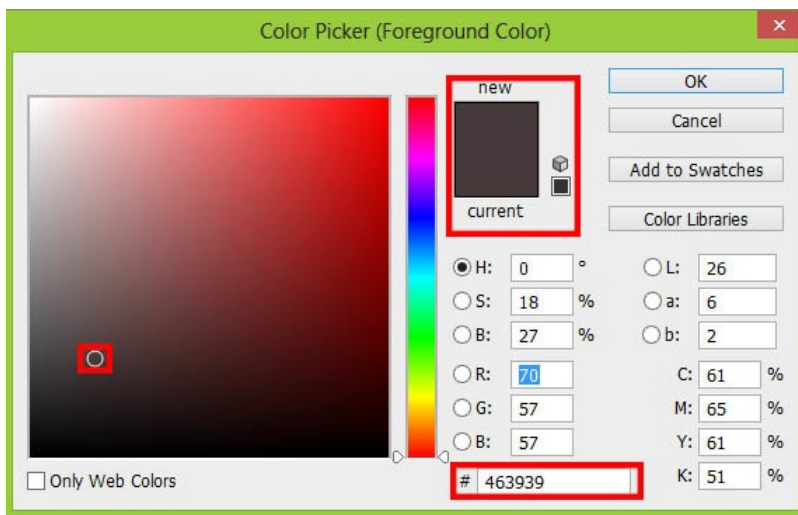 Color Picker (Foreground Color)
new
current
OK
Cancel
Add to Swatches
Color Libraries
H: 0 °
S: 18 %
B: 27 %
R: 70
G: 57
B: 57
# 463939
L: 26
a: 6
b: 2
C: 61 %
M: 65 %
Y: 61 %
K: 51 %
Only Web Colors